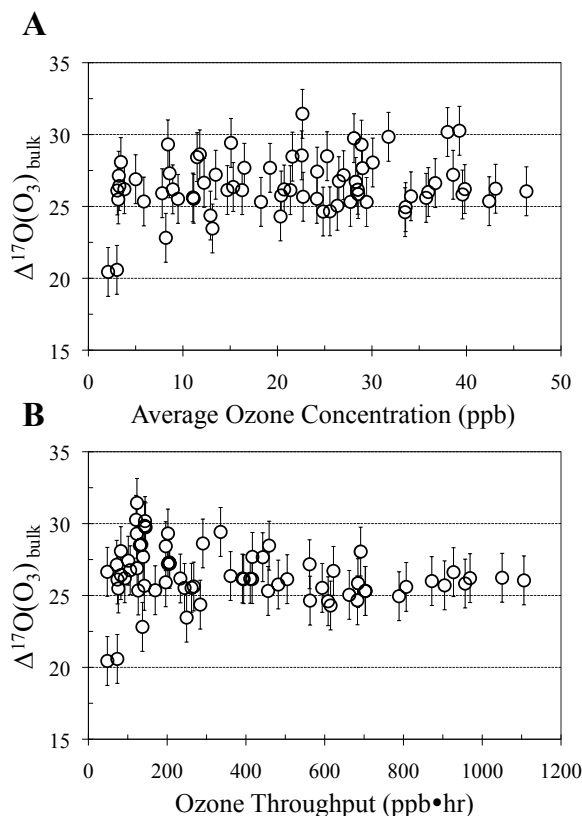 A
35
30
25
20
15
Δ¹⁷O(O₃)bulk
0 10 20 30 40 50
Average Ozone Concentration (ppb)
B
35
30
25
20
15
Δ¹⁷O(O₃)bulk
0 200 400 600 800 1000 1200
Ozone Throughput (ppb•hr)